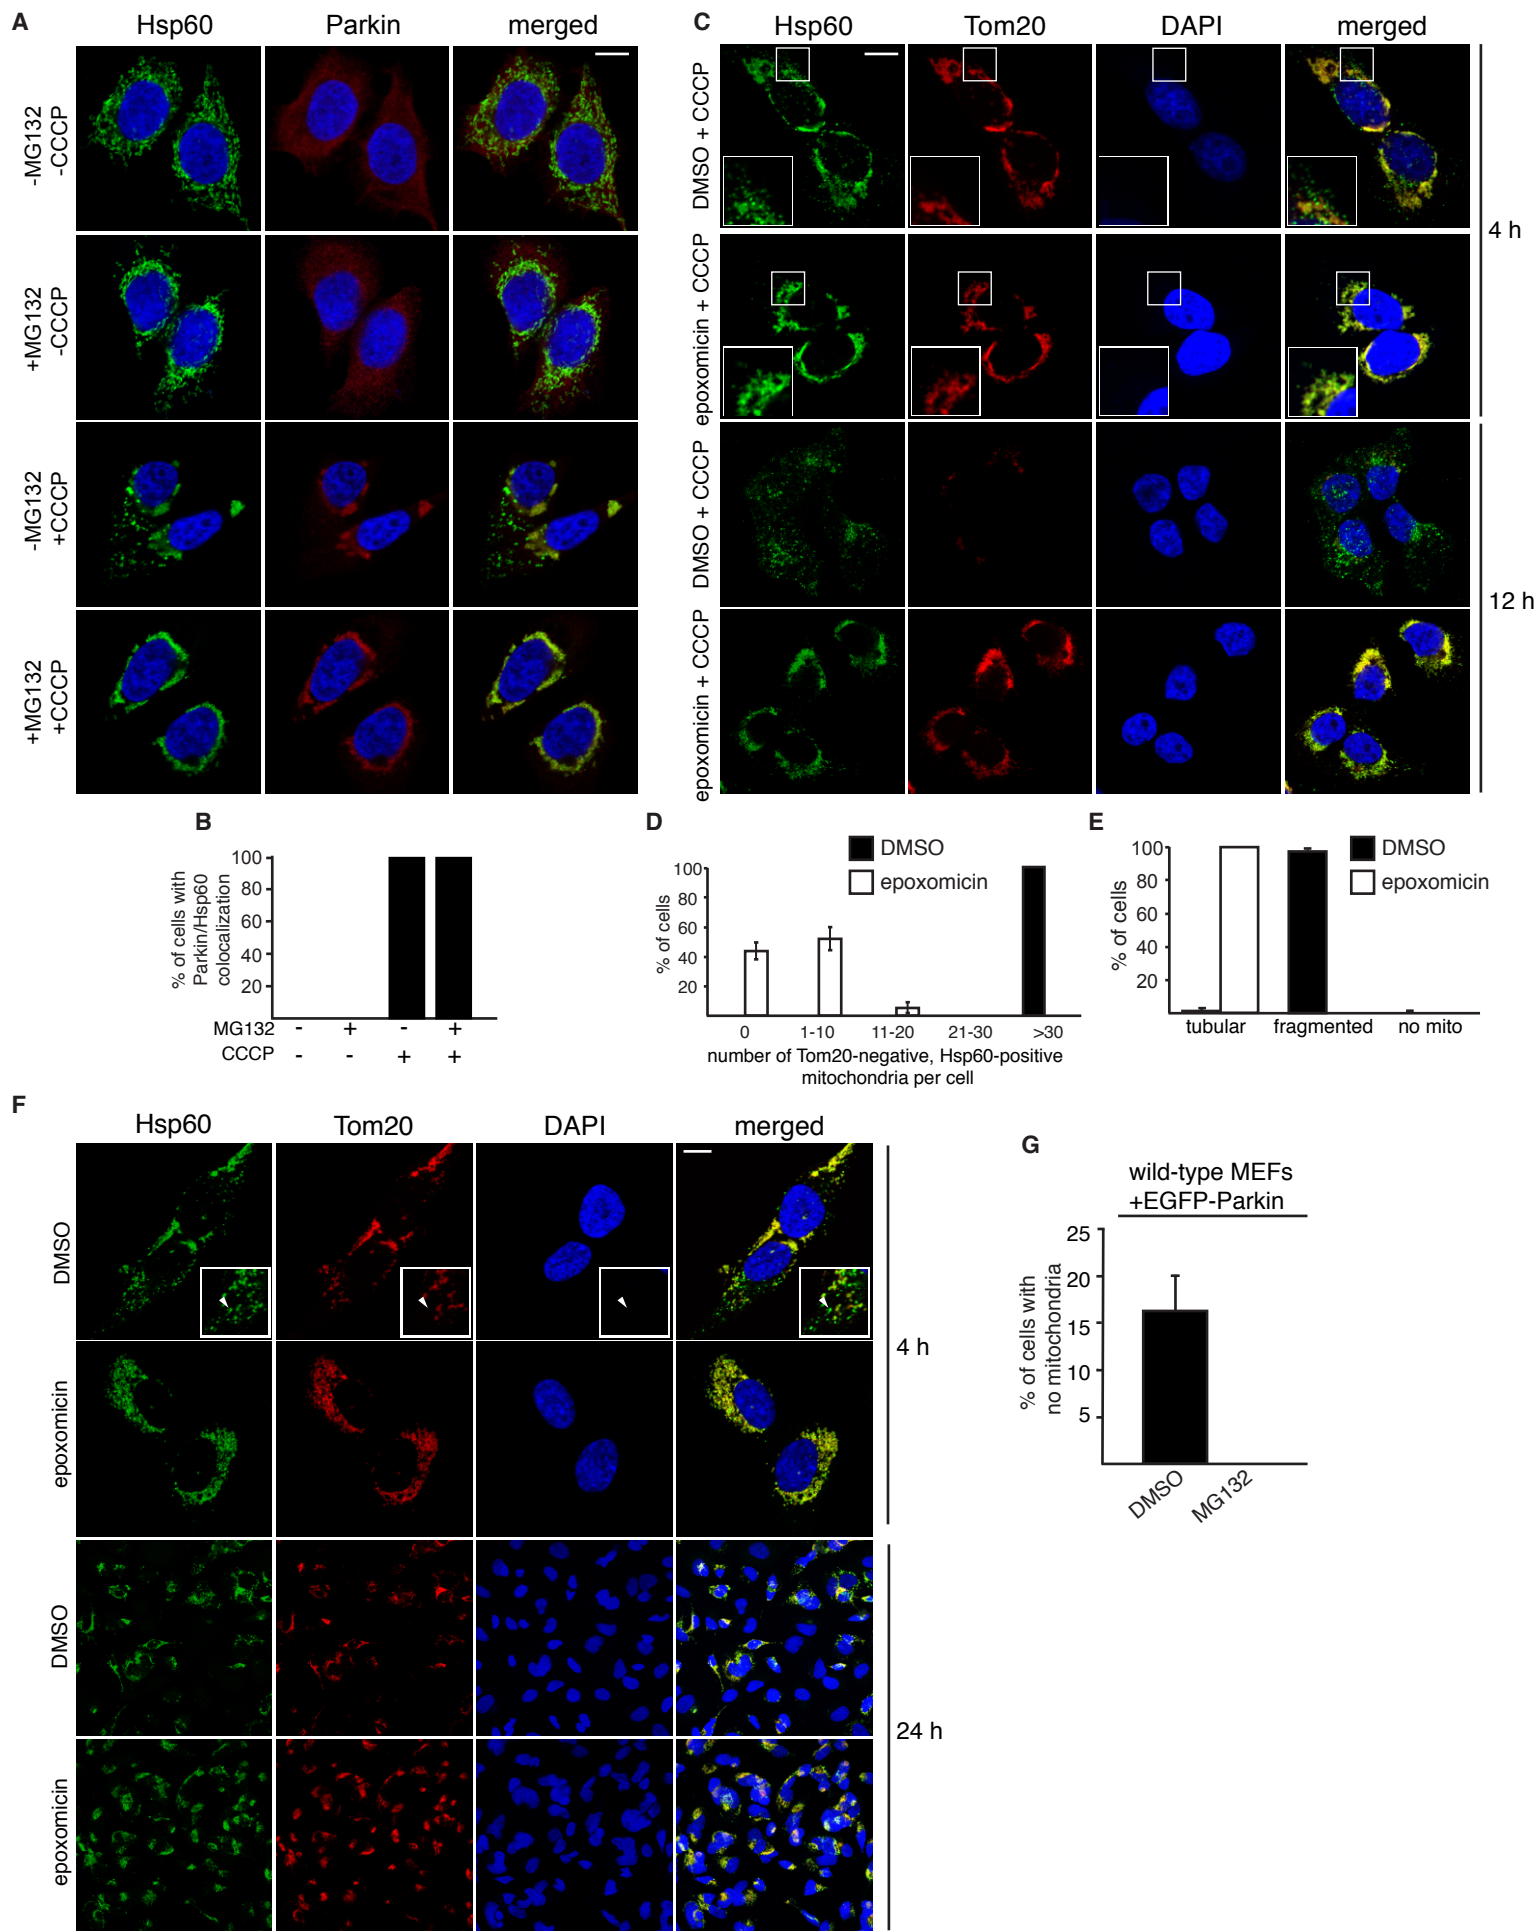 A
Hsp60 Parkin merged
-MG132
-CCCP
+MG132
-CCCP
-MG132
+CCCP
+MG132
+CCCP
C
Hsp60 Tom20 DAPI merged
DMSO + CCCP
epoxomicin + CCCP
4 h
DMSO + CCCP
epoxomicin + CCCP
12 h
B
% of cells with
Parkin/Hsp60
colocalization
100
80
60
40
20
MG132 - + - +
CCCP - - + +
D
DMSO
epoxomicin
% of cells
100
80
60
40
20
0 1-10 11-20 21-30 >30
number of Tom20-negative, Hsp60-positive
mitochondria per cell
E
DMSO
epoxomicin
% of cells
100
80
60
40
20
tubular fragmented no mito
F
Hsp60 Tom20 DAPI merged
DMSO
epoxomicin
4 h
DMSO
epoxomicin
24 h
G
wild-type MEFs
+EGFP-Parkin
% of cells with
no mitochondria
25
20
15
10
5
DMSO
MG132